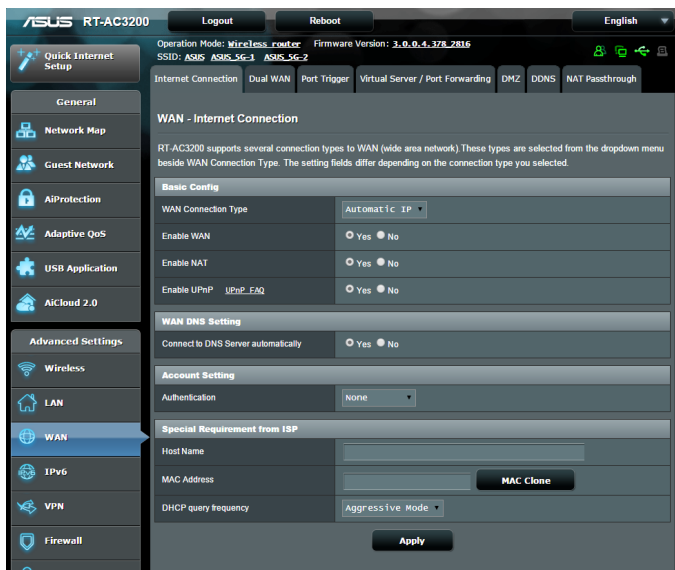 ASUS RT-AC3200
Logout
Reboot
English
Quick Internet
Setup
Operation Mode: Wireless router Firmware Version: 3.0.0.4.378_2816
SSID: ASUS ASUS_5G-1 ASUS_5G-2
Internet Connection
Dual WAN
Port Trigger
Virtual Server / Port Forwarding
DMZ
DDNS
NAT Passthrough
General
Network Map
Guest Network
AiProtection
Adaptive QoS
USB Application
AiCloud 2.0
Advanced Settings
Wireless
LAN
WAN
IPv6
VPN
Firewall
WAN - Internet Connection
RT-AC3200 supports several connection types to WAN (wide area network).These types are selected from the dropdown menu
beside WAN Connection Type. The setting fields differ depending on the connection type you selected.
Basic Config
WAN Connection Type Automatic IP
Enable WAN Yes No
Enable NAT Yes No
Enable UPnP UPnP FAQ Yes No
WAN DNS Setting
Connect to DNS Server automatically Yes No
Account Setting
Authentication None
Special Requirement from ISP
Host Name
MAC Address MAC Clone
DHCP query frequency Aggressive Mode
Apply